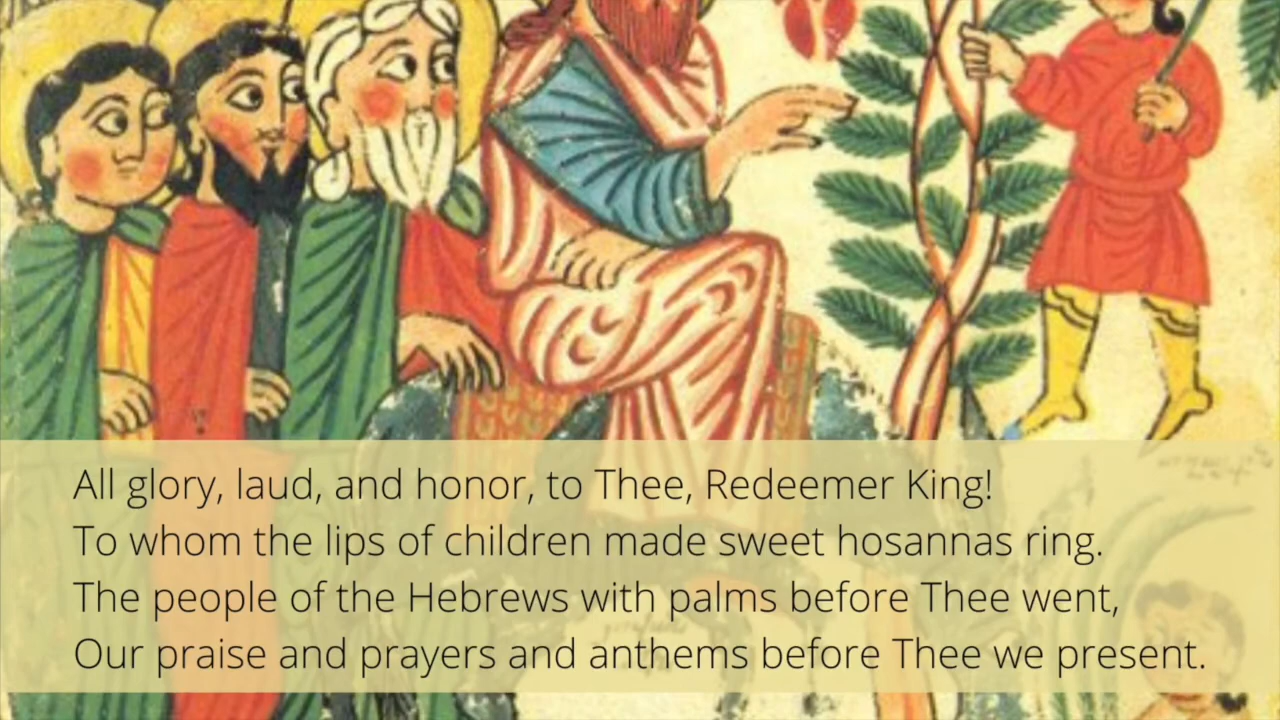 All glory, laud, and honor, to Thee, Redeemer King!
To whom the lips of children made sweet hosannas ring.
The people of the Hebrews with palms before Thee went,
Our praise and prayers and anthems before Thee we present.